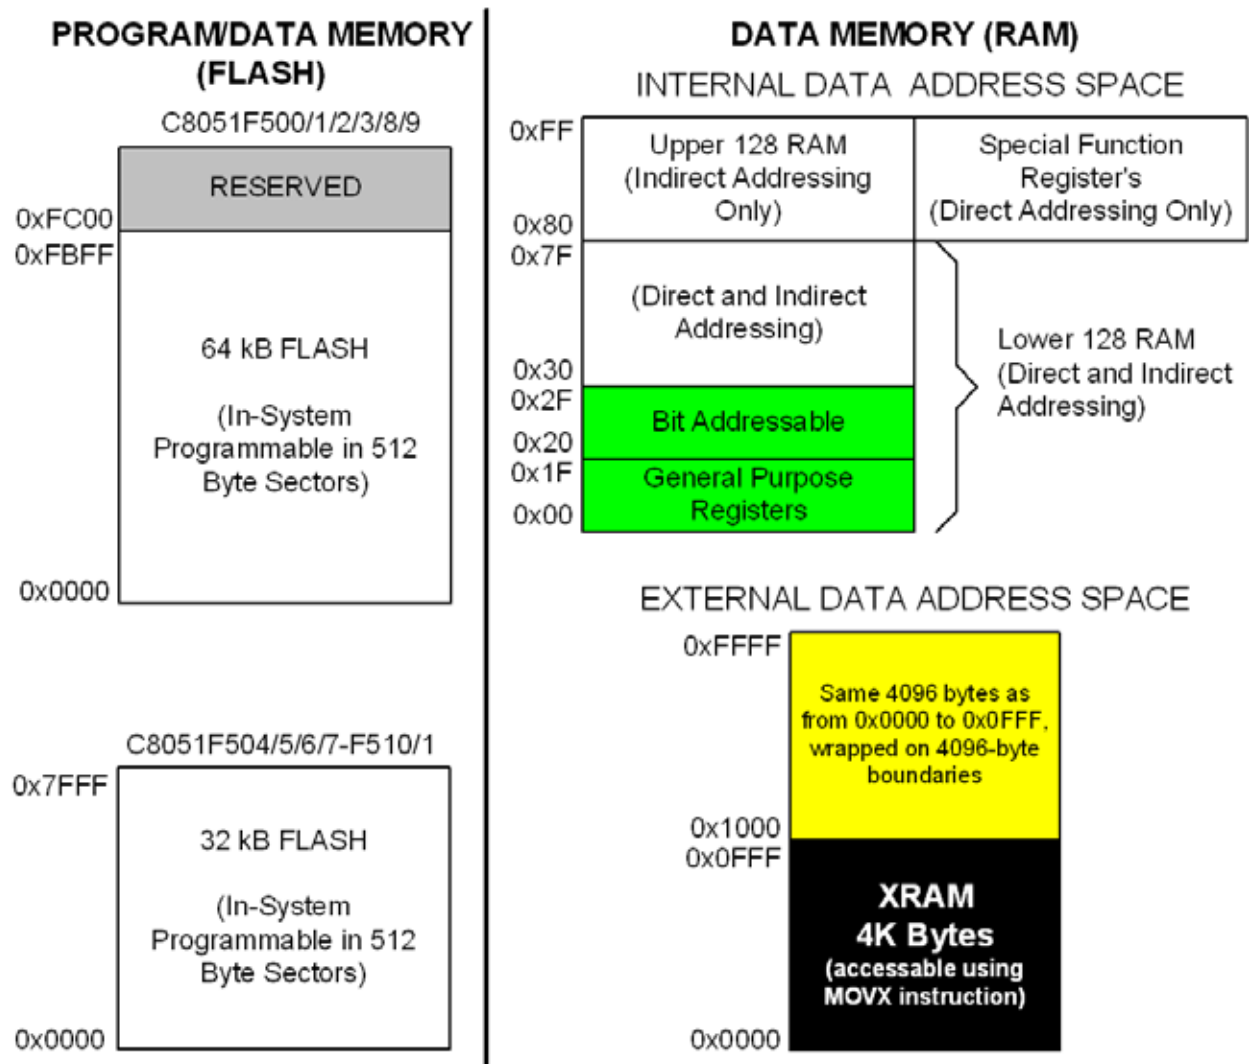 PROGRAM/DATA MEMORY
(FLASH)
C8051F500/1/2/3/8/9
RESERVED
0xFC00
0xFBFF
64 kB FLASH
(In-System
Programmable in 512
Byte Sectors)
0x0000
C8051F504/5/6/7-F510/1
0x7FFF
32 kB FLASH
(In-System
Programmable in 512
Byte Sectors)
0x0000
DATA MEMORY (RAM)
INTERNAL DATA ADDRESS SPACE
0xFF
Upper 128 RAM
(Indirect Addressing
Only)
0x80
Special Function
Register's
(Direct Addressing Only)
0x7F
(Direct and Indirect
Addressing)
0x30
Lower 128 RAM
(Direct and Indirect
Addressing)
0x2F
Bit Addressable
0x20
0x1F
General Purpose
Registers
0x00
EXTERNAL DATA ADDRESS SPACE
0xFFFF
Same 4096 bytes as
from 0x0000 to 0x0FFF,
wrapped on 4096-byte
boundaries
0x1000
0x0FFF
XRAM
4K Bytes
(accessable using
MOVX instruction)
0x0000